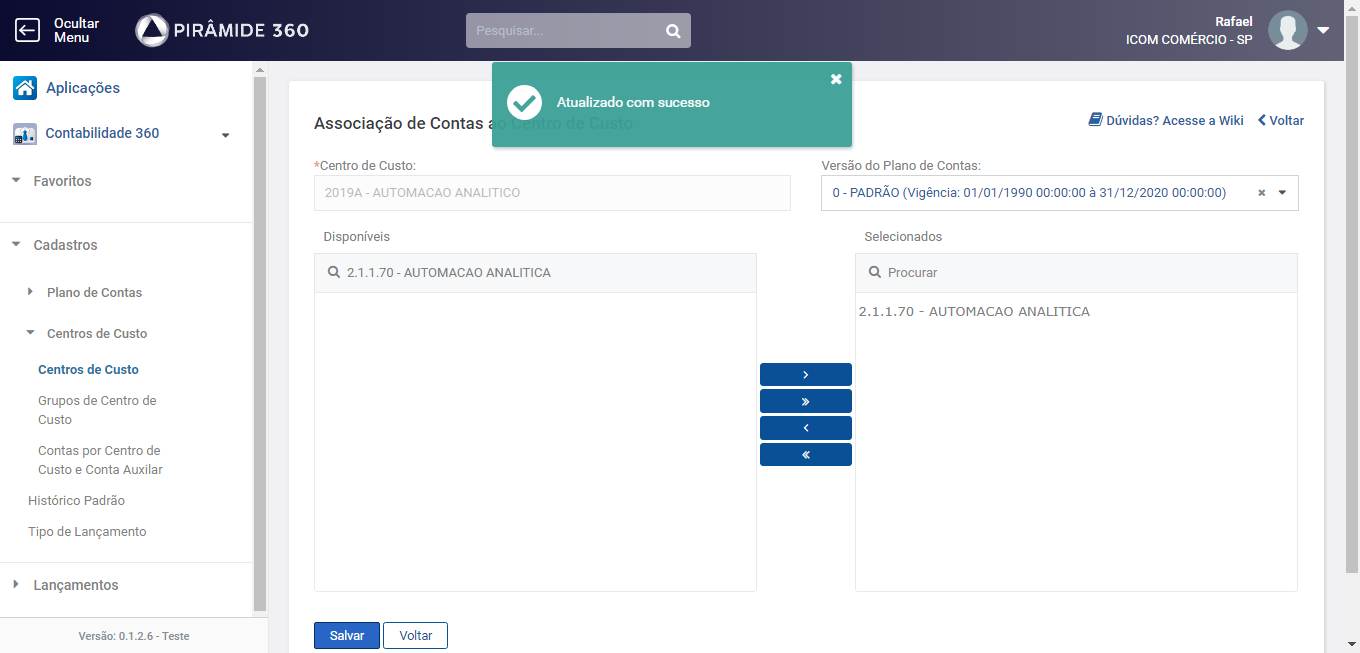 Ocultar
Menu
PIRÂMIDE 360
Pesquisar...
Rafael
ICOM COMÉRCIO - SP
Aplicações
Contabilidade 360
Favoritos
Cadastros
Plano de Contas
Centros de Custo
Centros de Custo
Grupos de Centro de
Custo
Contas por Centro de
Custo e Conta Auxilar
Histórico Padrão
Tipo de Lançamento
Lançamentos
Versão: 0.1.2.6 - Teste
Atualizado com sucesso
Associação de Contas ao Centro de Custo
Dúvidas? Acesse a Wiki
Voltar
*Centro de Custo:
2019A - AUTOMACAO ANALITICO
Versão do Plano de Contas:
0 - PADRÃO (Vigência: 01/01/1990 00:00:00 à 31/12/2020 00:00:00)
Disponíveis
2.1.1.70 - AUTOMACAO ANALITICA
Selecionados
Procurar
2.1.1.70 - AUTOMACAO ANALITICA
Salvar
Voltar